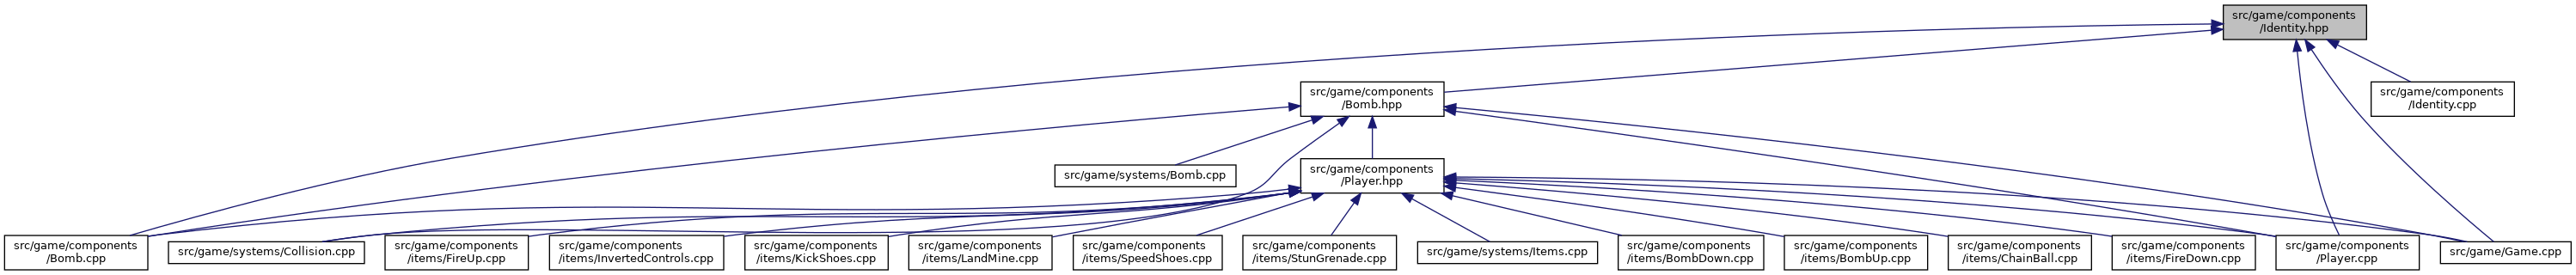 src/game/components
/Identity.hpp
src/game/components
/Bomb.hpp
src/game/components
/Identity.cpp
src/game/systems/Bomb.cpp
src/game/components
/Player.hpp
src/game/components
/Bomb.cpp
src/game/systems/Collision.cpp
src/game/components
/items/FireUp.cpp
src/game/components
/items/InvertedControls.cpp
src/game/components
/items/KickShoes.cpp
src/game/components
/items/LandMine.cpp
src/game/components
/items/SpeedShoes.cpp
src/game/components
/items/StunGrenade.cpp
src/game/systems/Items.cpp
src/game/components
/items/BombDown.cpp
src/game/components
/items/BombUp.cpp
src/game/components
/items/ChainBall.cpp
src/game/components
/items/FireDown.cpp
src/game/components
/Player.cpp
src/game/Game.cpp